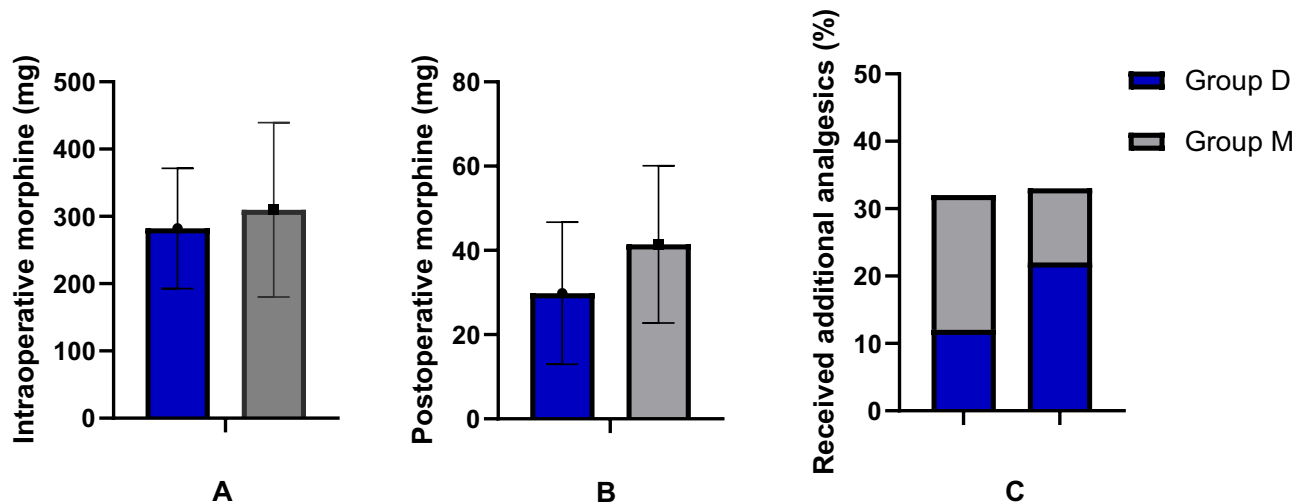 Intraoperative morphine (mg)
500
400
300
200
100
0
A
Postoperative morphine (mg)
80
60
40
20
0
B
Received additional analgesics (%)
50
40
30
20
10
0
C
Group D
Group M